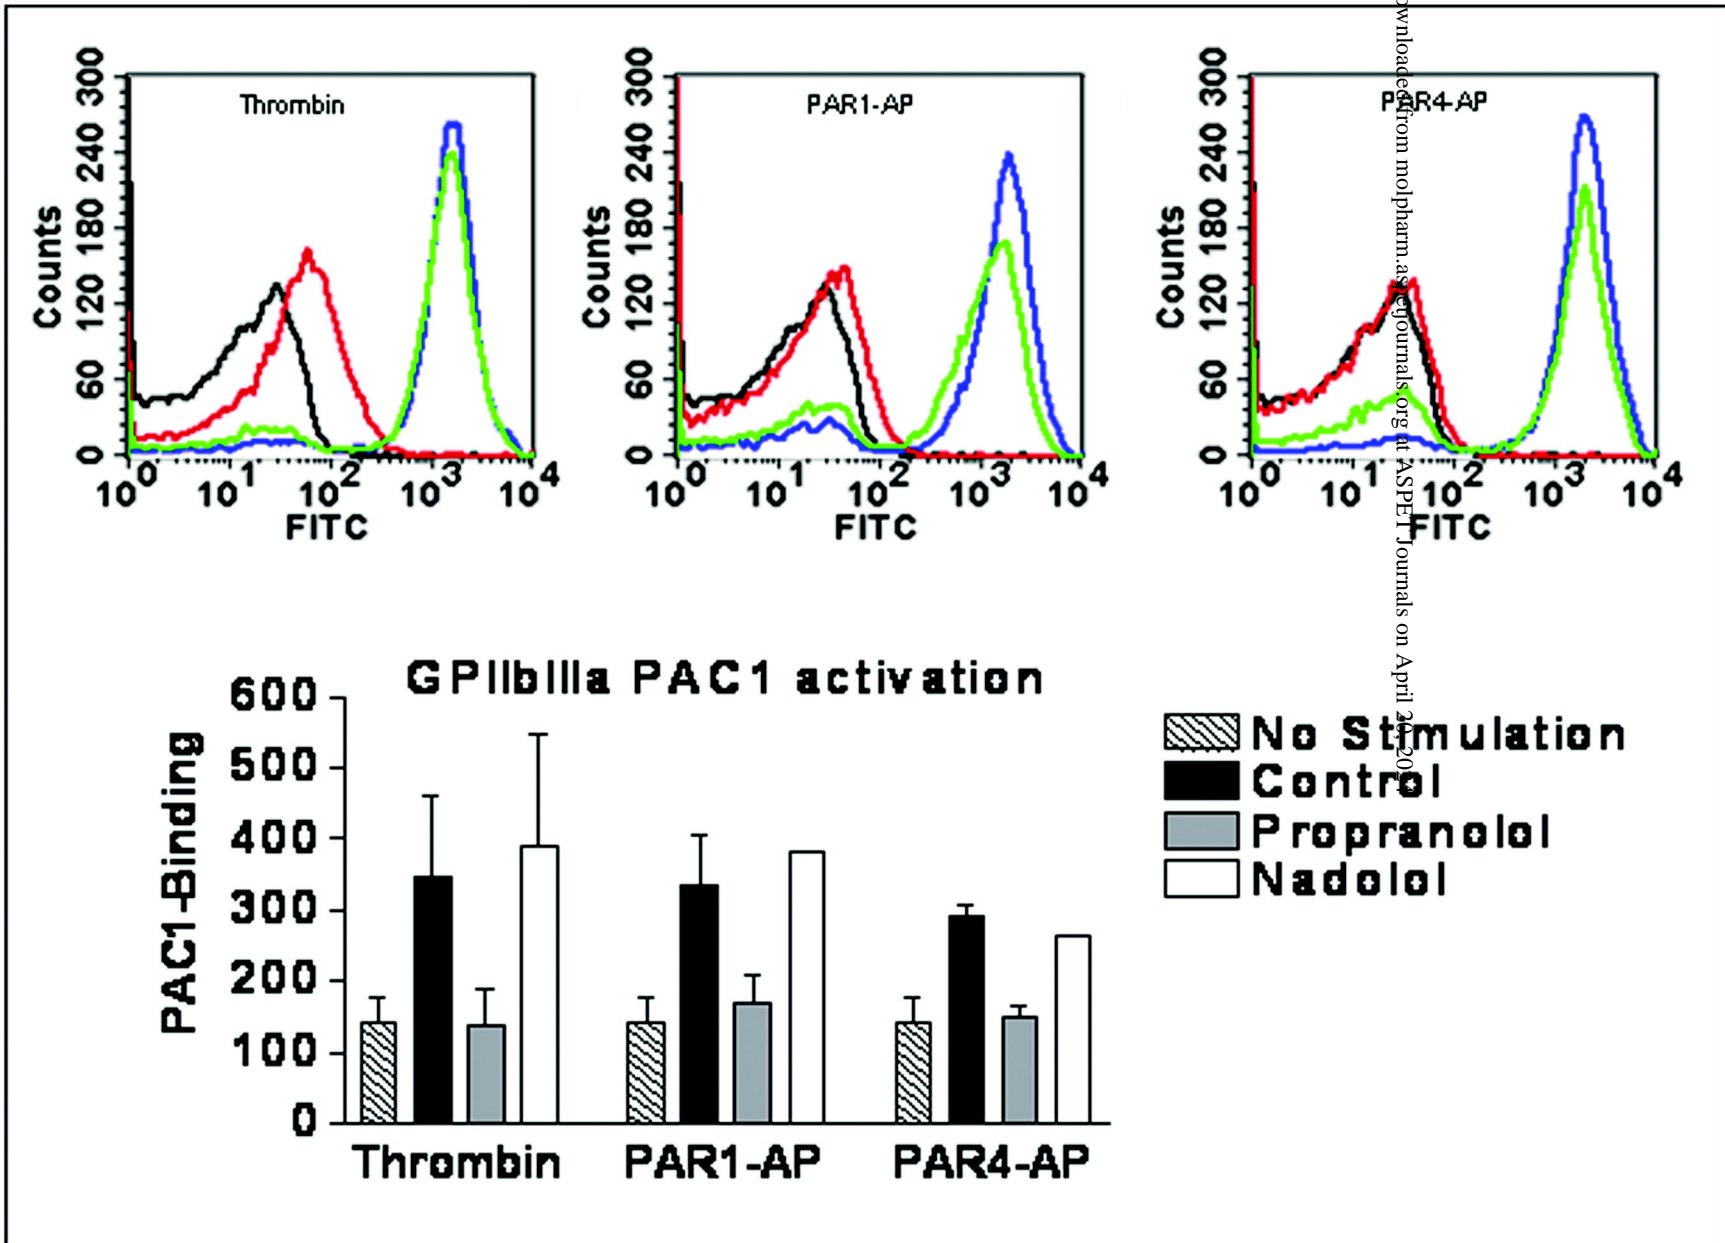 Thrombin
PAR1-AP
PAR4-AP
Counts
300
240
180
120
60
0
10^0 10^1 10^2 10^3 10^4
FITC
Counts
300
240
180
120
60
0
10^0 10^1 10^2 10^3 10^4
FITC
Counts
300
240
180
120
60
0
10^0 10^1 10^2 10^3 10^4
FITC
GPIIbIIIa PAC1 activation
PAC1-Binding
600
500
400
300
200
100
0
Thrombin PAR1-AP PAR4-AP
No Stimulation
Control
Propranolol
Nadolol
ownloaded from molpharm.aspetjournals.org at ASPET Journals on April 20,